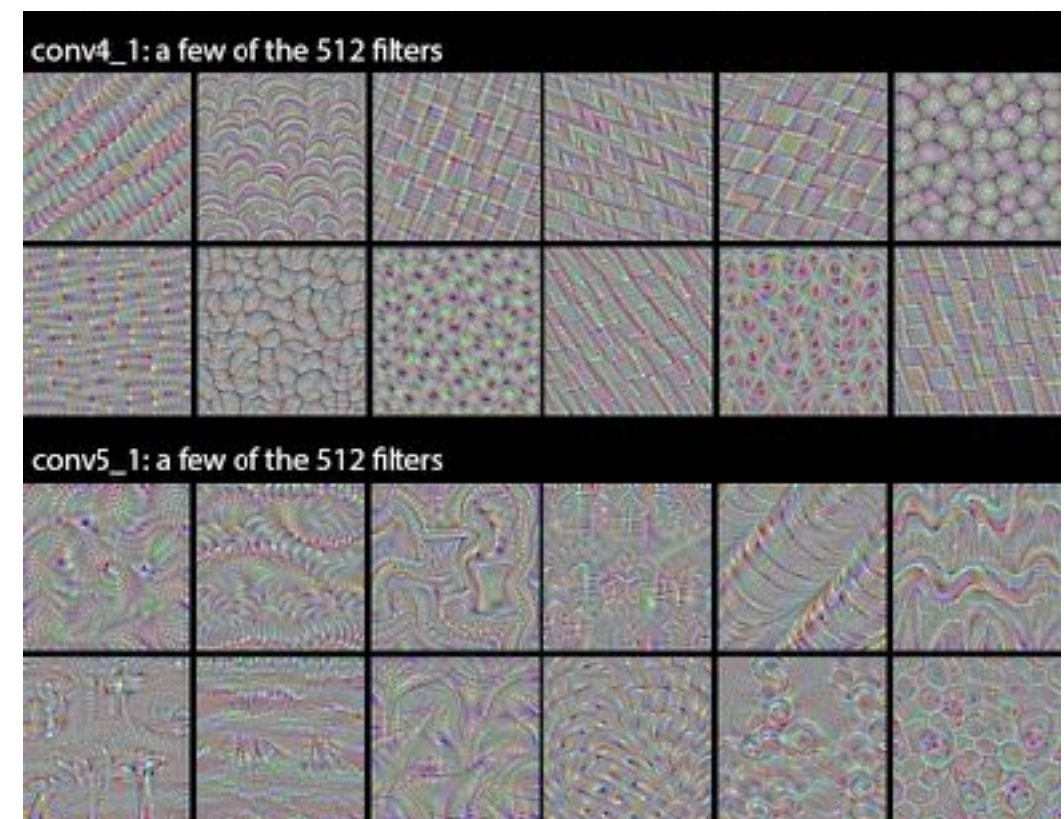 conv4_1: a few of the 512 filters
conv5_1: a few of the 512 filters